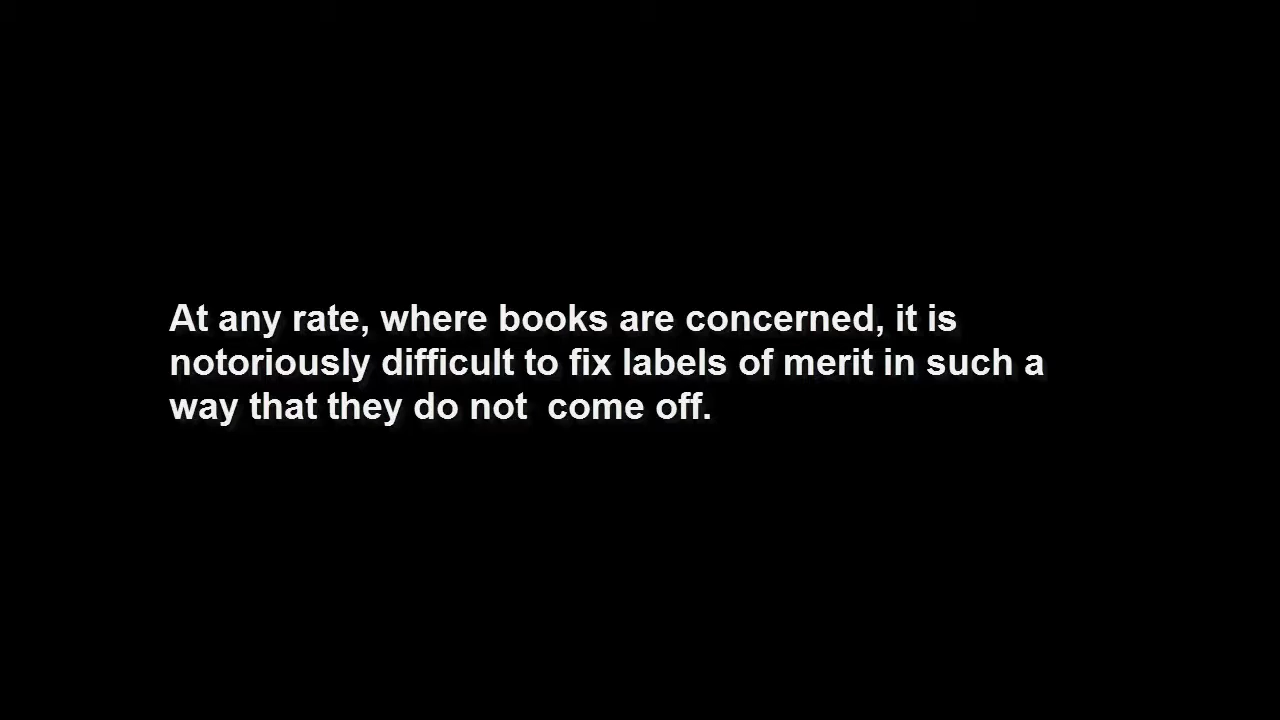 At any rate, where books are concerned, it is
notoriously difficult to fix labels of merit in such a
way that they do not  come off.